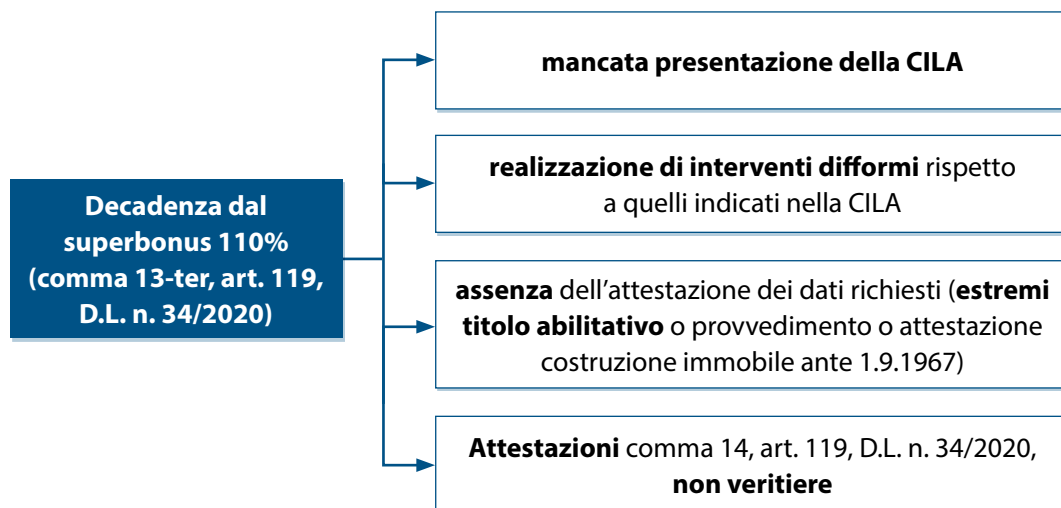 Decadenza dal
superbonus 110%
(comma 13-ter, art. 119,
D.L. n. 34/2020)
mancata presentazione della CILA
realizzazione di interventi difformi rispetto
a quelli indicati nella CILA
assenza dell’attestazione dei dati richiesti (estremi
titolo abilitativo o provvedimento o attestazione
costruzione immobile ante 1.9.1967)
Attestazioni comma 14, art. 119, D.L. n. 34/2020,
non veritiere